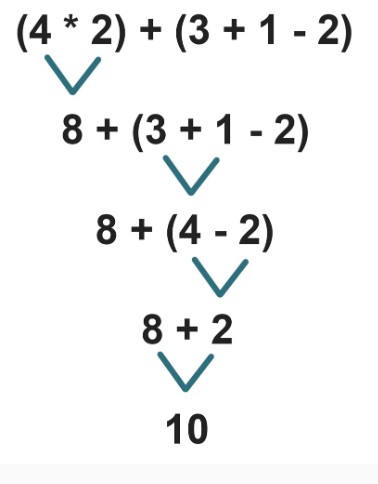 (4 * 2) + (3 + 1 - 2)
8 + (3 + 1 - 2)
8 + (4 - 2)
8 + 2
10